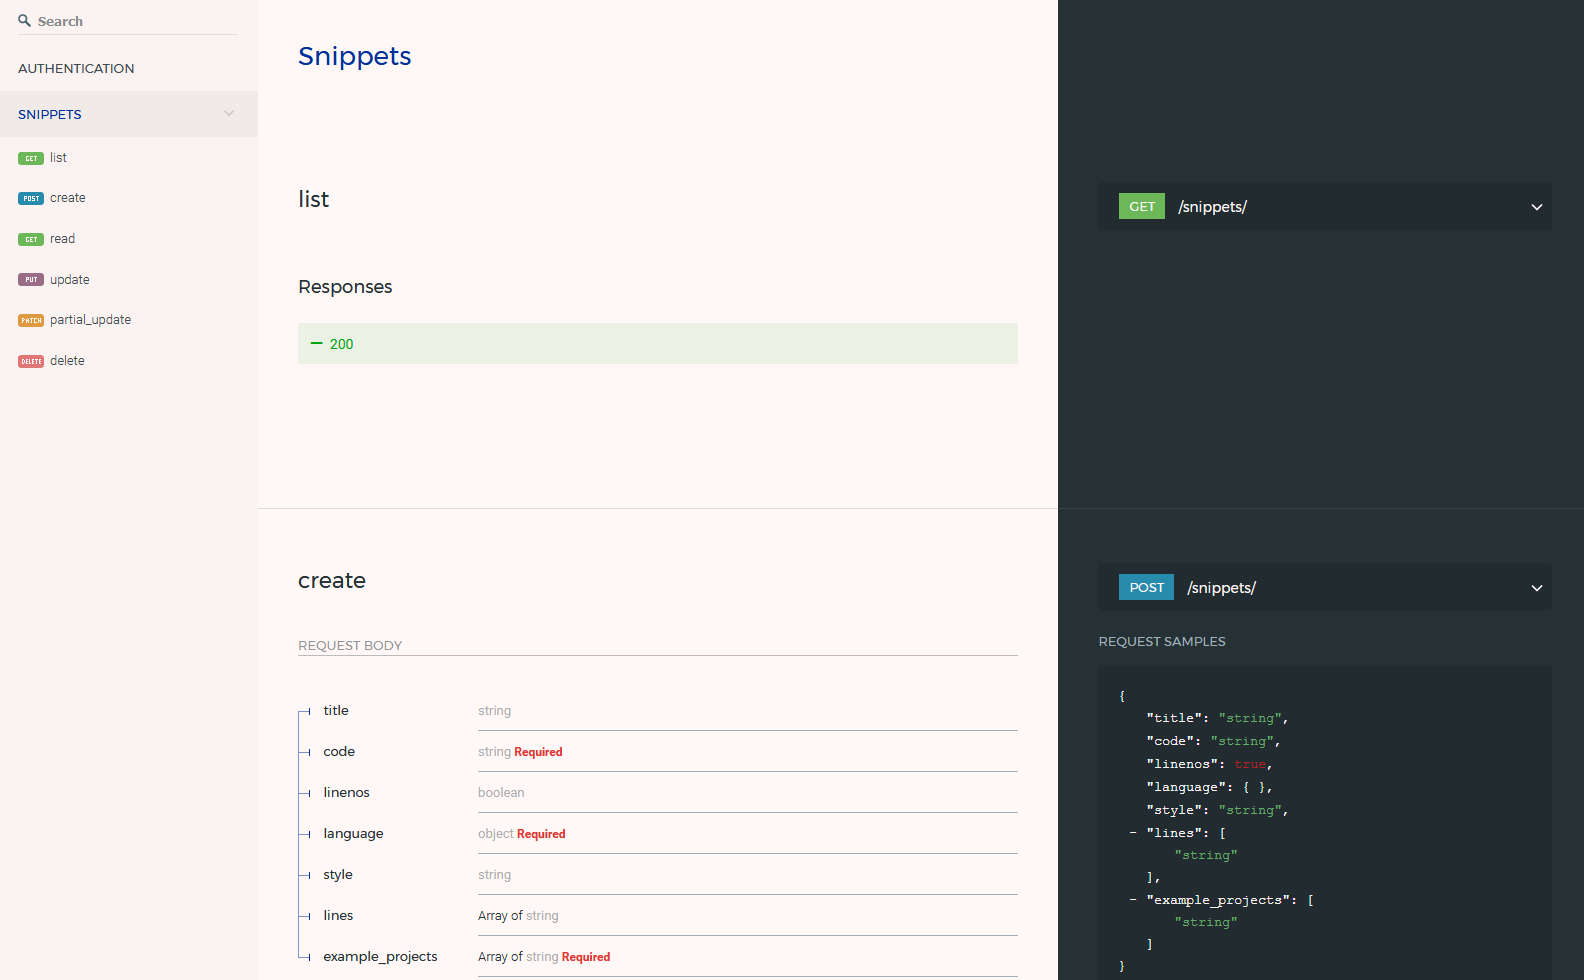 Search
AUTHENTICATION
SNIPPETS
GET list
POST create
GET read
PUT update
PATCH partial_update
DELETE delete
Snippets
list
Responses
200
GET /snippets/
create
REQUEST BODY
title string
code string Required
linenos boolean
language object Required
style string
lines Array of string
example_projects Array of string Required
POST /snippets/
REQUEST SAMPLES
{
"title": "string",
"code": "string",
"linenos": true,
"language": { },
"style": "string",
- "lines": [
"string"
],
- "example_projects": [
"string"
]
}